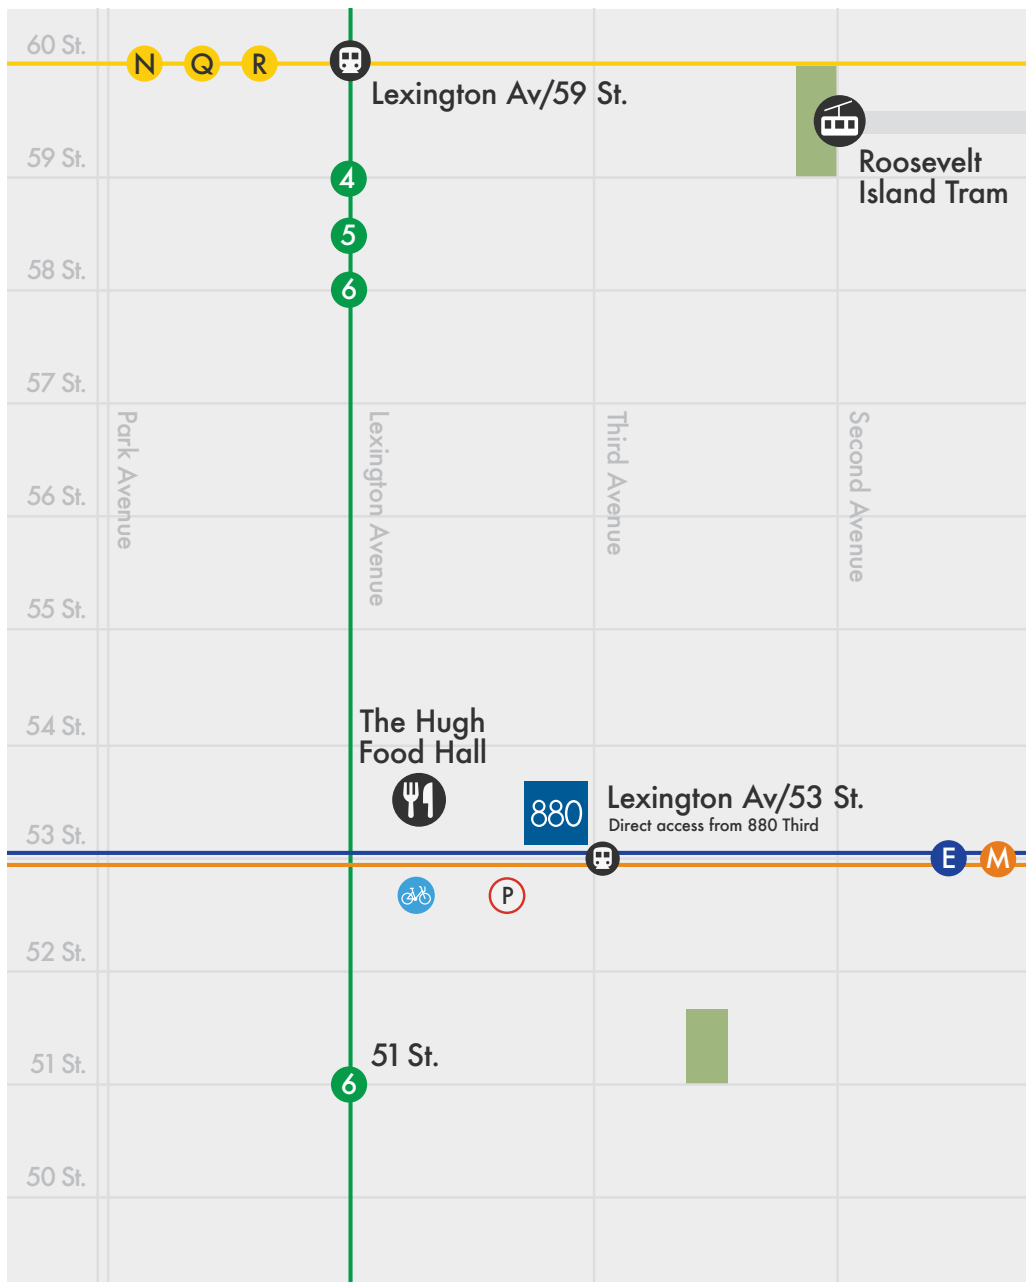 60 St.
N Q R
Lexington Av/59 St.
59 St.
4
Roosevelt
Island Tram
5
58 St.
6
57 St.
Park Avenue
Lexington Avenue
Third Avenue
Second Avenue
56 St.
55 St.
54 St.
The Hugh
Food Hall
880
Lexington Av/53 St.
Direct access from 880 Third
53 St.
E M
P
52 St.
51 St.
51 St.
6
50 St.